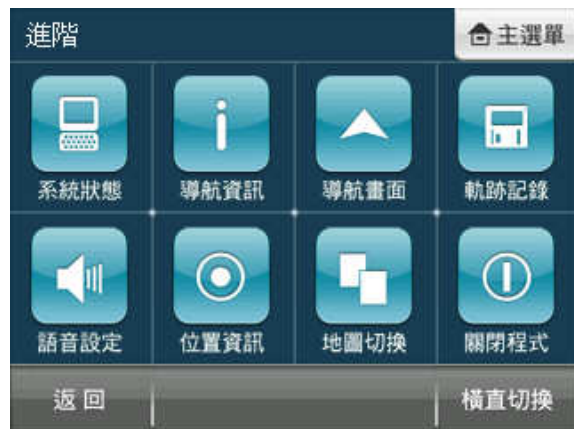 進階
主選單
系統狀態
導航資訊
導航畫面
軌跡記錄
語音設定
位置資訊
地圖切換
關閉程式
返回
橫直切換